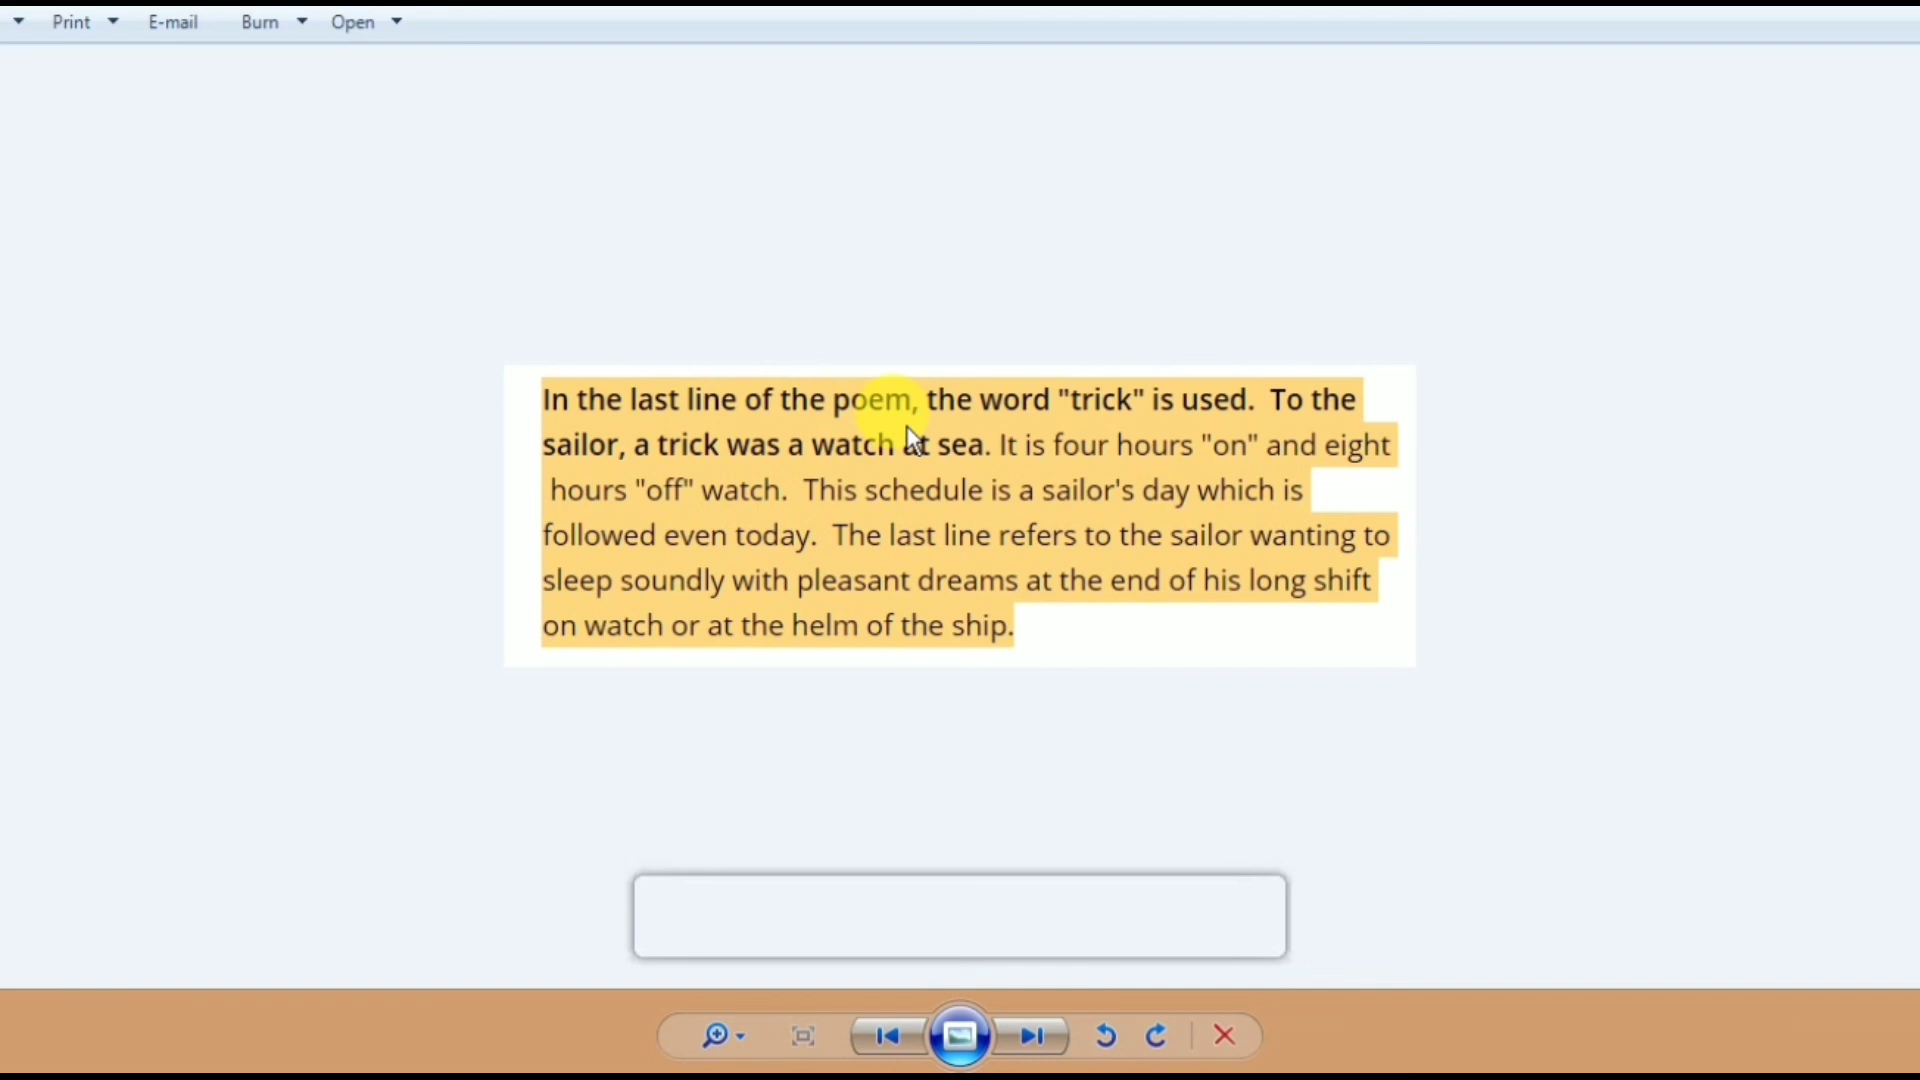 Print E-mail Burn Open
In the last line of the poem, the word "trick" is used. To the
sailor, a trick was a watch at sea. It is four hours "on" and eight
hours "off" watch. This schedule is a sailor's day which is
followed even today. The last line refers to the sailor wanting to
sleep soundly with pleasant dreams at the end of his long shift
on watch or at the helm of the ship.